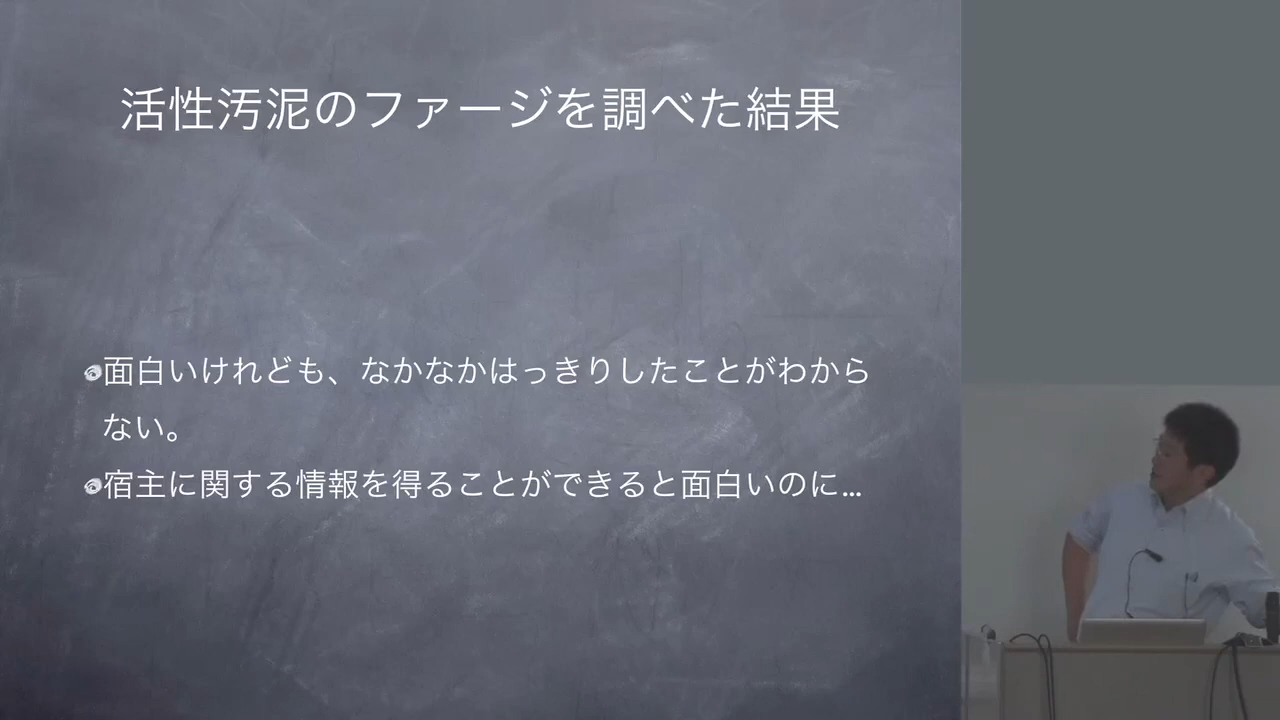 活性汚泥のファージを調べた結果
面白いけれども、なかなかはっきりしたことがわから
ない。
宿主に関する情報を得ることができると面白いのに...